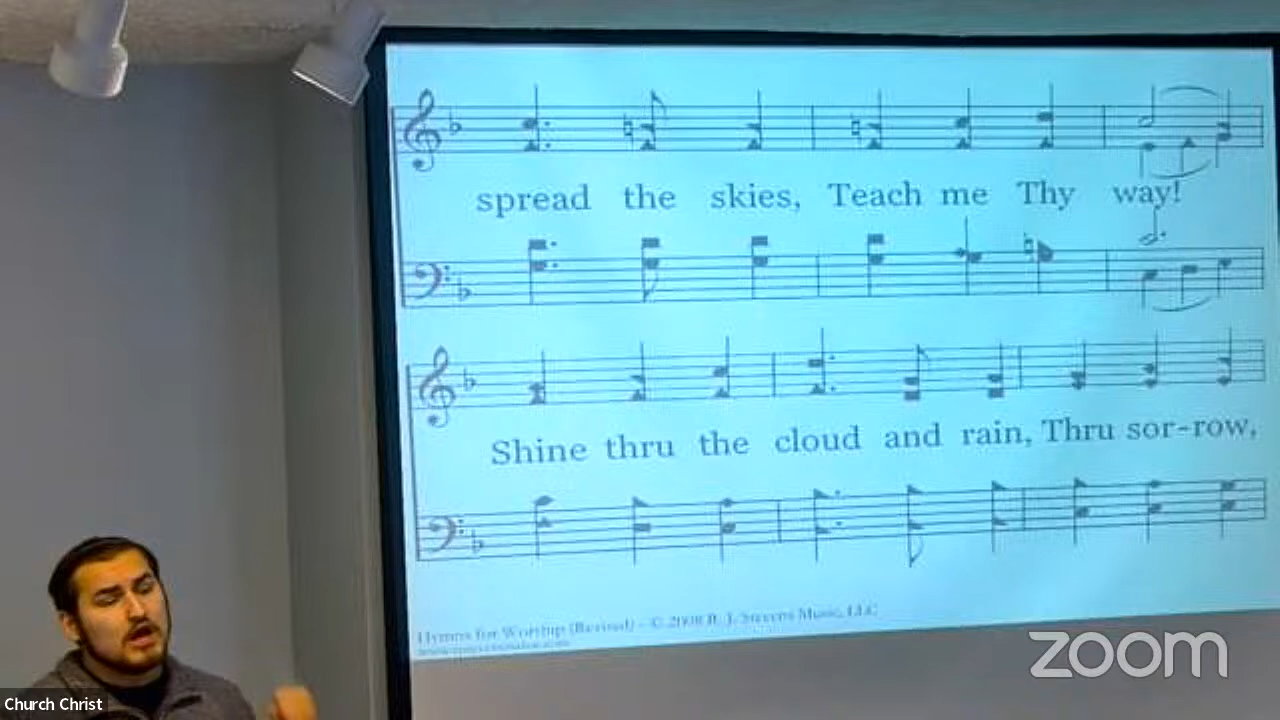 spread the skies, Teach me Thy way!
Shine thru the cloud and rain, Thru sor-row,
Hymns for Worship (Revised) - © 2008 R. J. Stevens Music, LLC
zoom
Church Christ